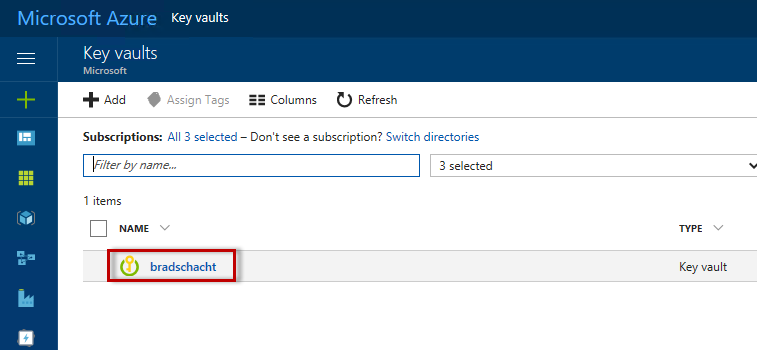 Microsoft Azure Key vaults
Key vaults
Microsoft
Add Assign Tags Columns Refresh
Subscriptions: All 3 selected – Don't see a subscription? Switch directories
Filter by name... 3 selected
1 items
NAME TYPE
bradschacht Key vault